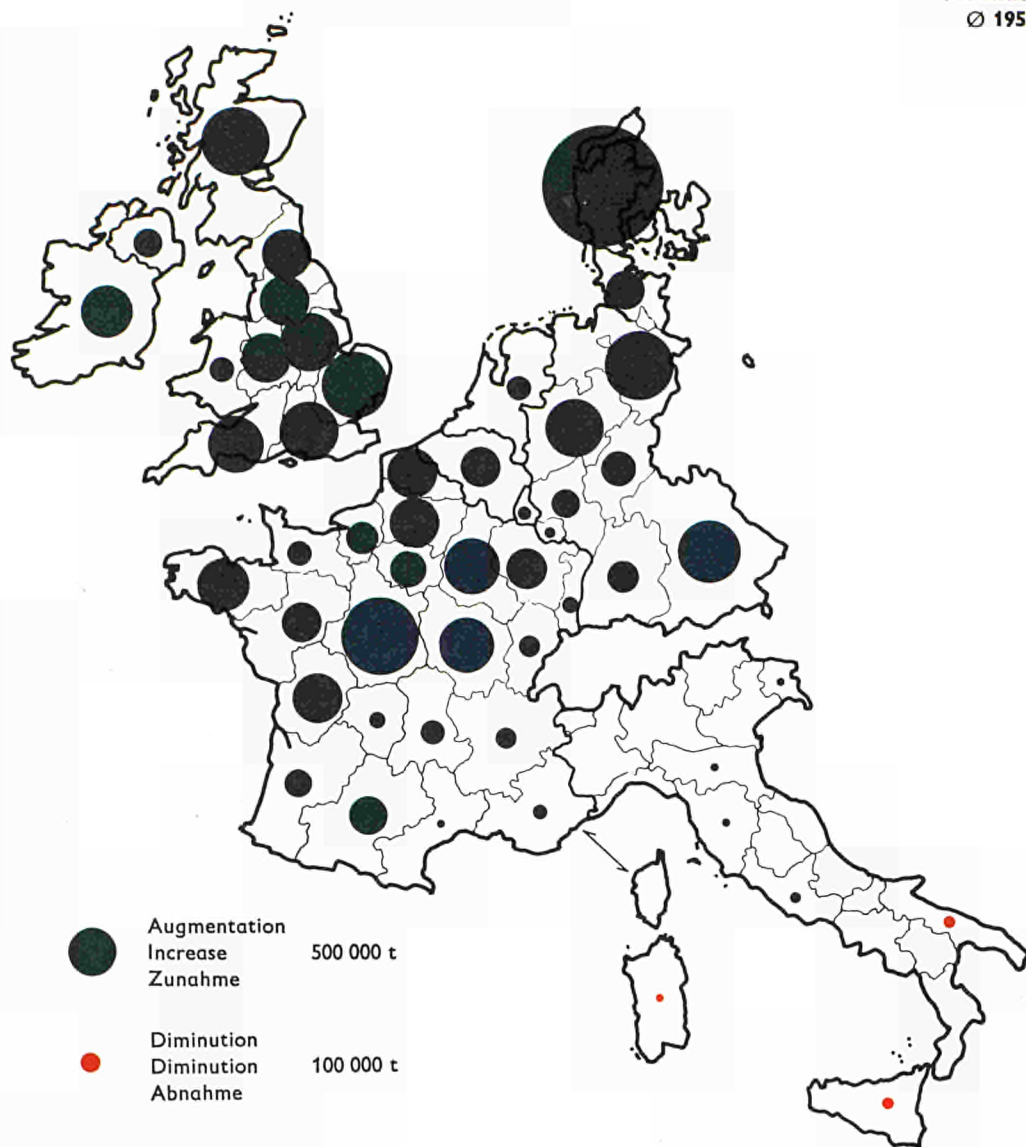 Ø 195
Augmentation
Increase
Zunahme
500 000 t
Diminution
Diminution
Abnahme
100 000 t